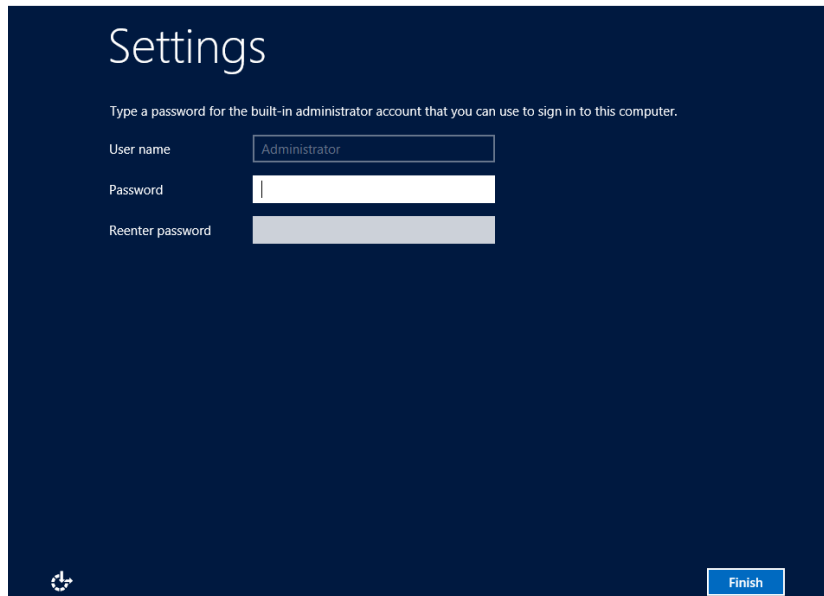 Settings
Type a password for the built-in administrator account that you can use to sign in to this computer.
User name
Administrator
Password
Reenter password
Finish